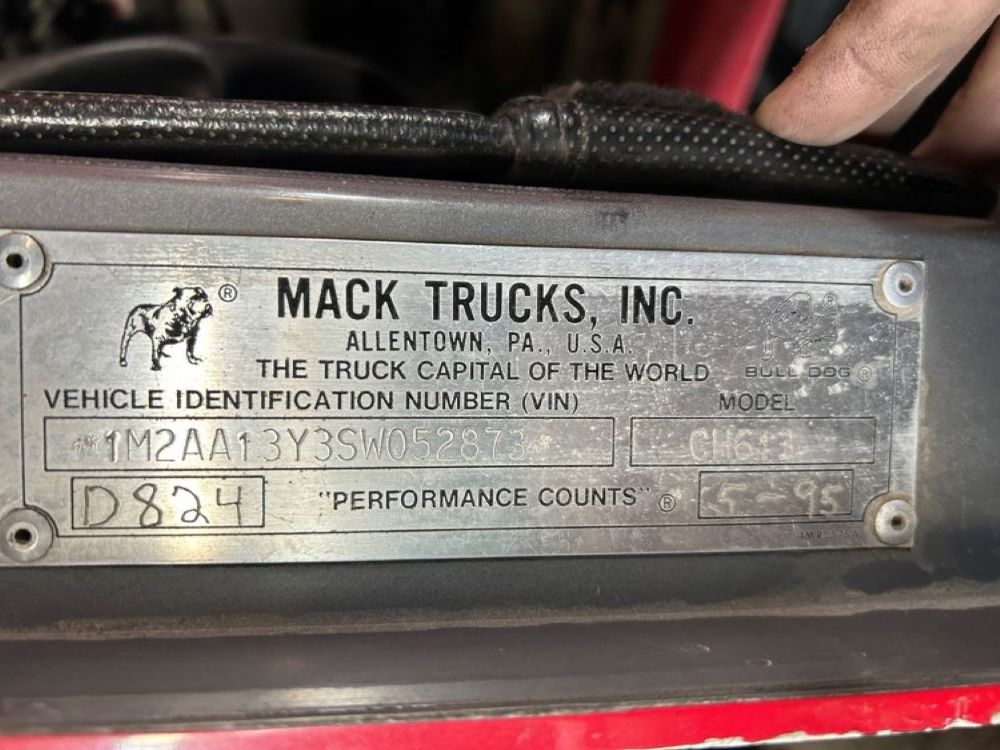 ® MACK TRUCKS, INC. ®
ALLENTOWN, PA., U.S.A.
THE TRUCK CAPITAL OF THE WORLD BULL DOG ®
VEHICLE IDENTIFICATION NUMBER (VIN) MODEL
*1M2AA13Y3SW052873* CH613
D824 "PERFORMANCE COUNTS" ® 5-95